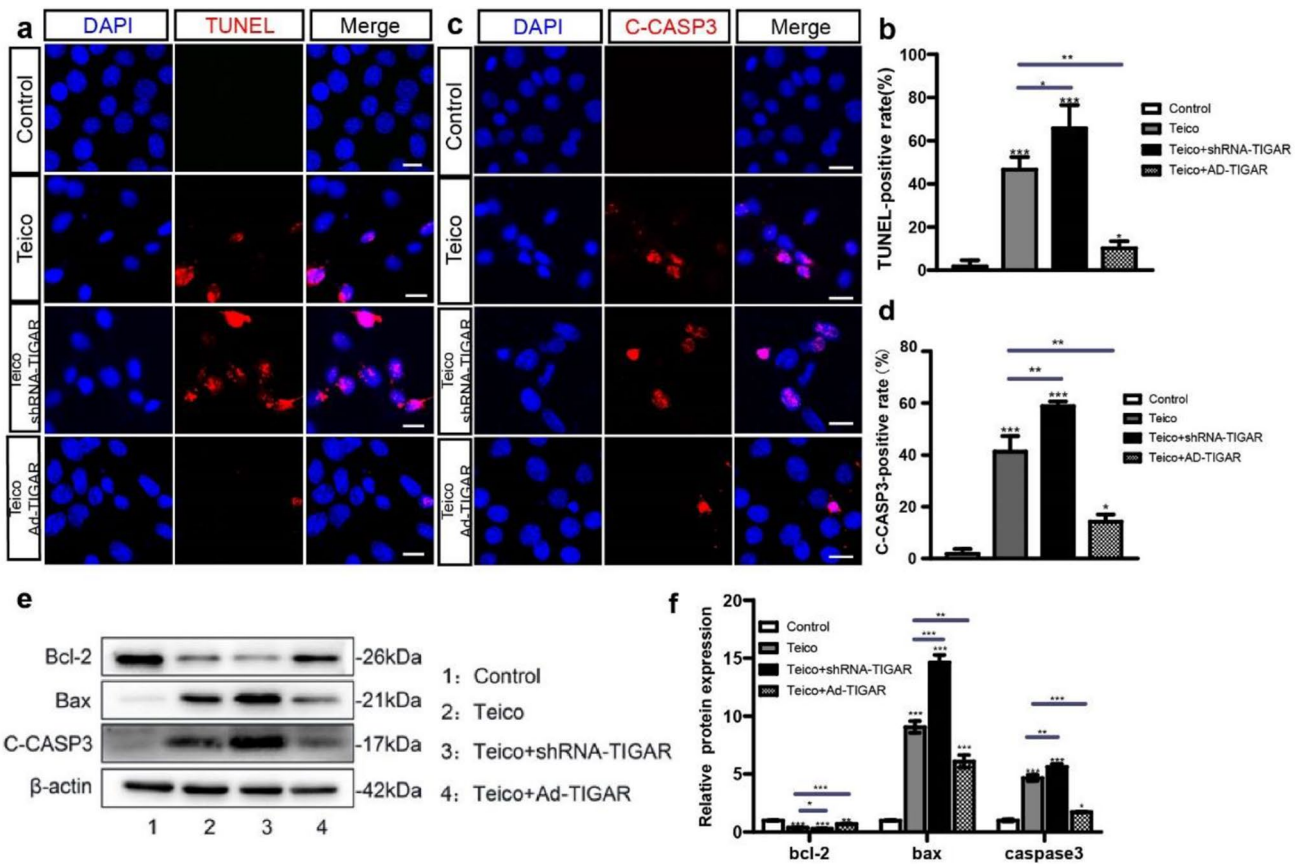 a
DAPI
TUNEL
Merge
Control
Teico
Teico
shRNA-TIGAR
Teico
Ad-TIGAR
c
DAPI
C-CASP3
Merge
Control
Teico
Teico
shRNA-TIGAR
Teico
Ad-TIGAR
b
TUNEL-positive rate(%)
100
80
60
40
20
0
***
***
*
*
**
Control
Teico
Teico+shRNA-TIGAR
Teico+AD-TIGAR
d
C-CASP3-positive rate (%)
80
60
40
20
0
***
***
*
**
**
Control
Teico
Teico+shRNA-TIGAR
Teico+AD-TIGAR
e
Bcl-2 -26kDa
Bax -21kDa
C-CASP3 -17kDa
β-actin -42kDa
1 2 3 4
1: Control
2: Teico
3: Teico+shRNA-TIGAR
4: Teico+Ad-TIGAR
f
Relative protein expression
20
15
10
5
0
Control
Teico
Teico+shRNA-TIGAR
Teico+Ad-TIGAR
***
*
*** *** **
**
***
***
***
***
***
**
*** ***
*
bcl-2 bax caspase3